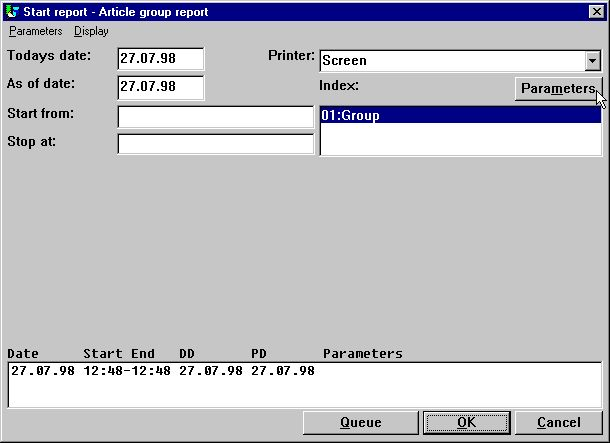 Start report - Article group report
Parameters Display
Todays date: 27.07.98 Printer: Screen
As of date: 27.07.98 Index: Parameters
Start from: 01:Group
Stop at:
Date Start End DD PD Parameters
27.07.98 12:48-12:48 27.07.98 27.07.98
Queue OK Cancel